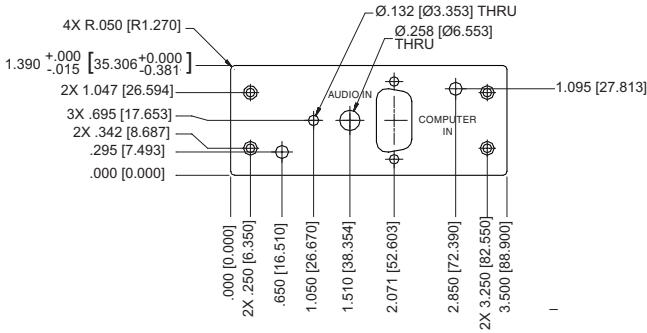 Ø.132 [Ø3.353] THRU
4X R.050 [R1.270]
Ø.258 [Ø6.553]
THRU
1.390 +.000 -.015 [35.306 +0.000 -0.381]
2X 1.047 [26.594]
AUDIO IN
1.095 [27.813]
3X .695 [17.653]
COMPUTER
IN
2X .342 [8.687]
.295 [7.493]
.000 [0.000]
.000 [0.000]
2X .250 [6.350]
.650 [16.510]
1.050 [26.670]
1.510 [38.354]
2.071 [52.603]
2.850 [72.390]
2X 3.250 [82.550]
3.500 [88.900]